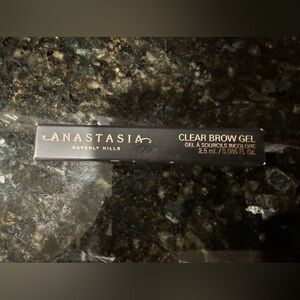 ANASTASIA
BEVERLY HILLS
CLEAR BROW GEL
GEL À SOURCILS INCOLORE
2.5 mL / 0.085 Fl. Oz.